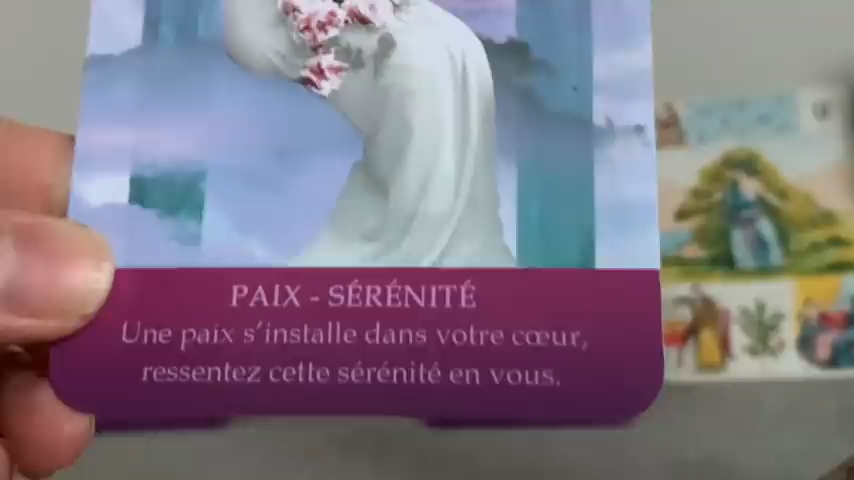 PAIX - SÉRÉNITÉ
Une paix s'installe dans votre cœur,
ressentez cette sérénité en vous.